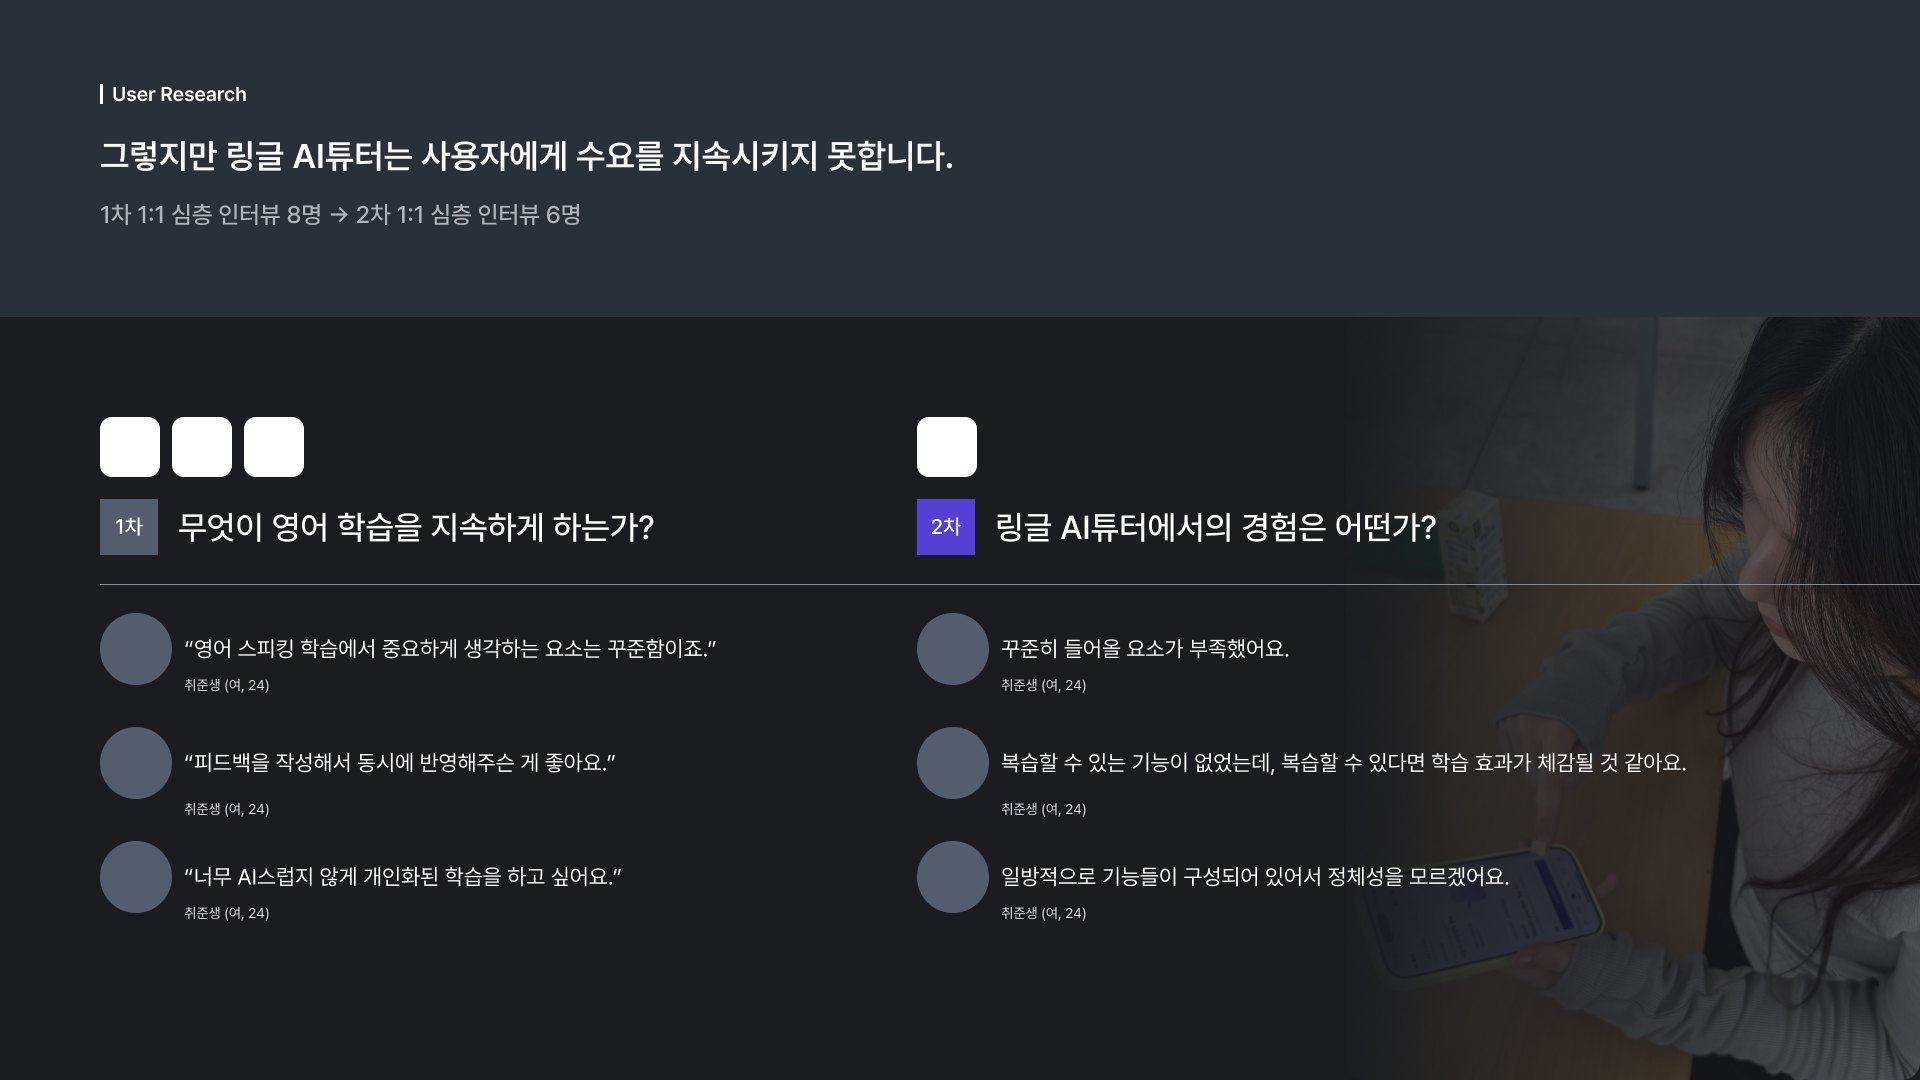 User Research
그렇지만 링글 AI튜터는 사용자에게 수요를 지속시키지 못합니다.
1차 1:1 심층 인터뷰 8명 → 2차 1:1 심층 인터뷰 6명
1차
무엇이 영어 학습을 지속하게 하는가?
“영어 스피킹 학습에서 중요하게 생각하는 요소는 꾸준함이죠.”
취준생 (여, 24)
“피드백을 작성해서 동시에 반영해주슨 게 좋아요.”
취준생 (여, 24)
“너무 AI스럽지 않게 개인화된 학습을 하고 싶어요.”
취준생 (여, 24)
2차
링글 AI튜터에서의 경험은 어떤가?
꾸준히 들어올 요소가 부족했어요.
취준생 (여, 24)
복습할 수 있는 기능이 없었는데, 복습할 수 있다면 학습 효과가 체감될 것 같아요.
취준생 (여, 24)
일방적으로 기능들이 구성되어 있어서 정체성을 모르겠어요.
취준생 (여, 24)